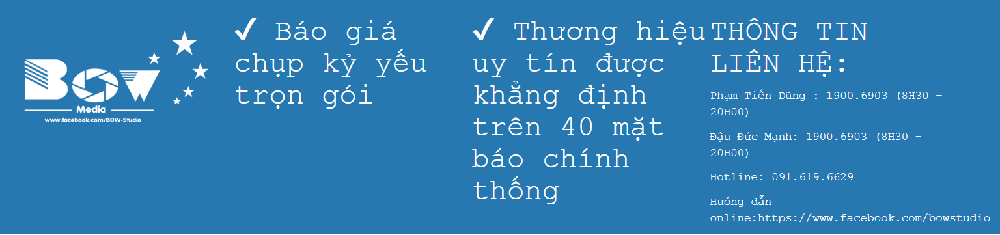 BOW
Media
www.facebook.com/BOW-Studio
✓ Báo giá
chụp kỷ yếu
trọn gói
✓ Thương hiệu
uy tín được
khẳng định
trên 40 mặt
báo chính
thống
THÔNG TIN
LIÊN HỆ:
Phạm Tiến Dũng : 1900.6903 (8H30 –
20H00)
Đậu Đức Mạnh: 1900.6903 (8H30 –
20H00)
Hotline: 091.619.6629
Hướng dẫn
online:https://www.facebook.com/bowstudio